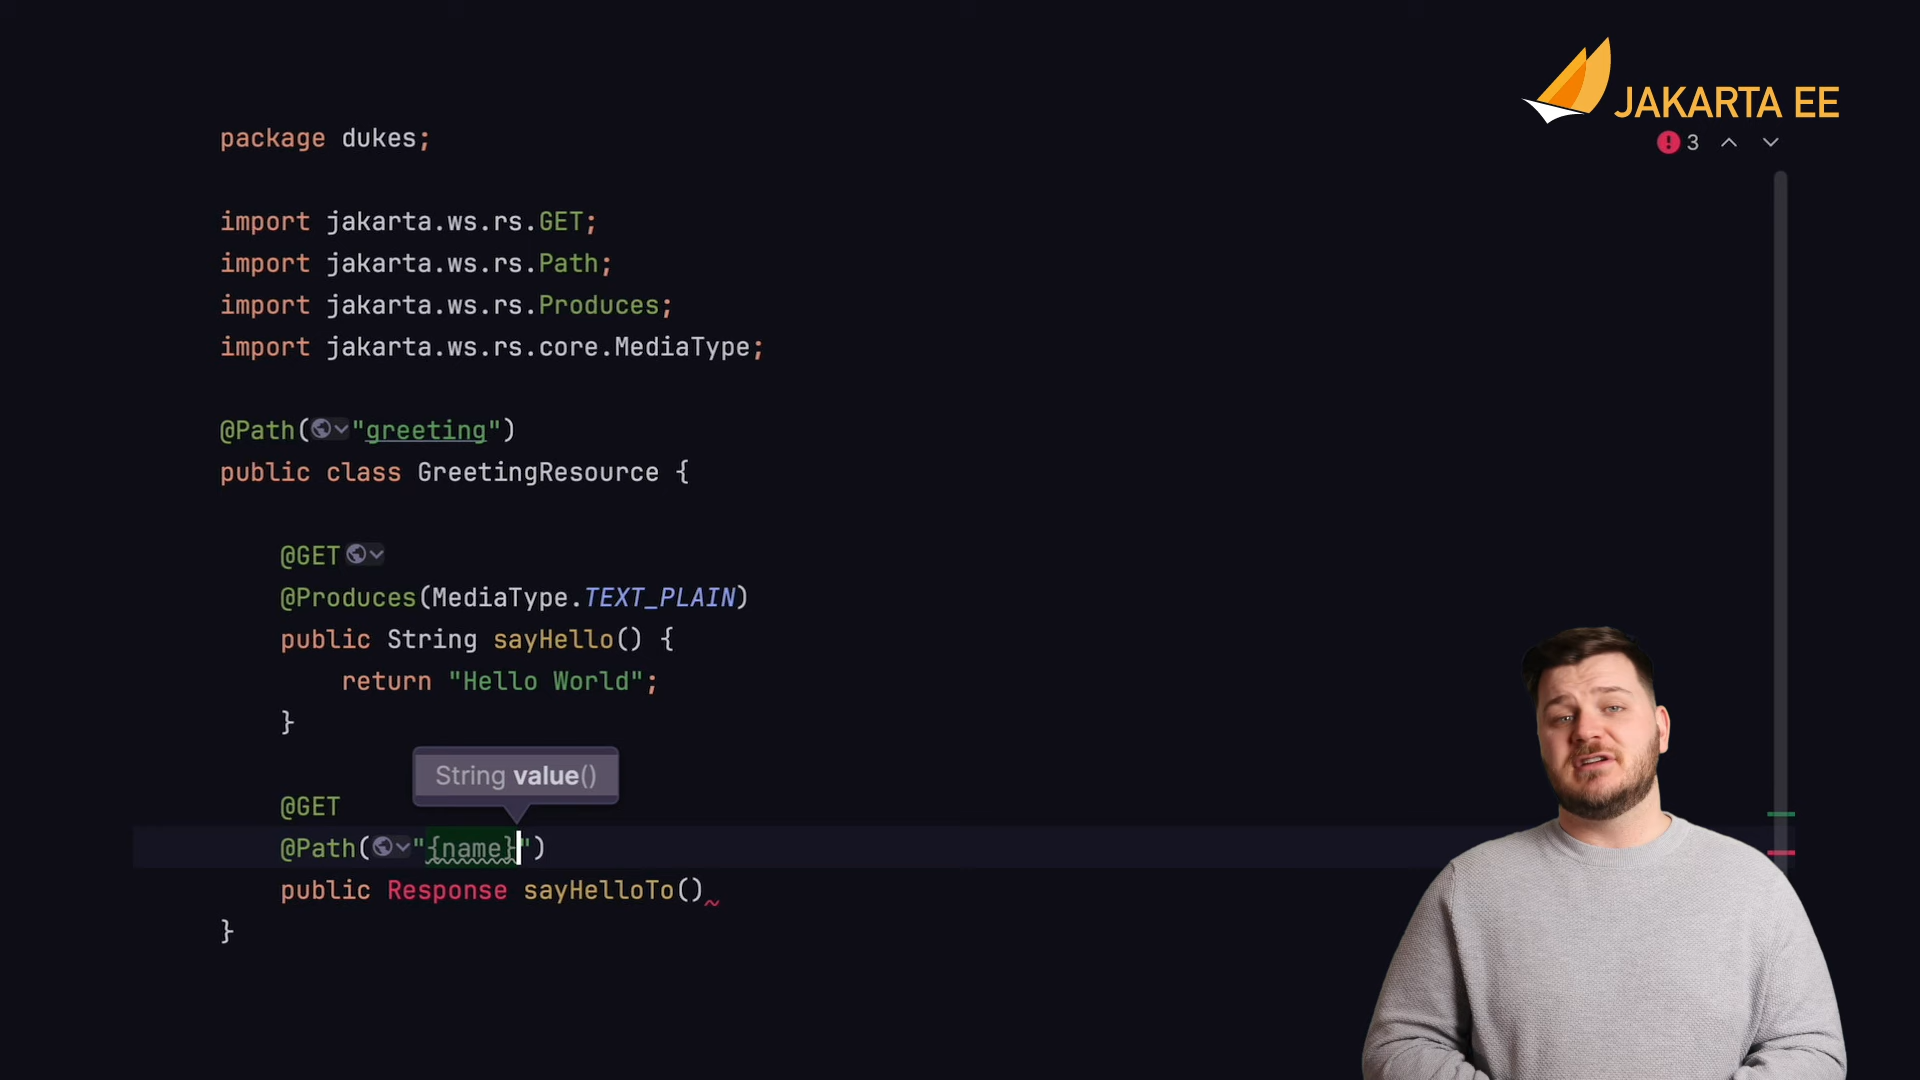 JAKARTA EE
3
package dukes;
import jakarta.ws.rs.GET;
import jakarta.ws.rs.Path;
import jakarta.ws.rs.Produces;
import jakarta.ws.rs.core.MediaType;
@Path("greeting")
public class GreetingResource {
@GET
@Produces(MediaType.TEXT_PLAIN)
public String sayHello() {
return "Hello World";
}
String value()
@GET
@Path("{name}")
public Response sayHelloTo()
}